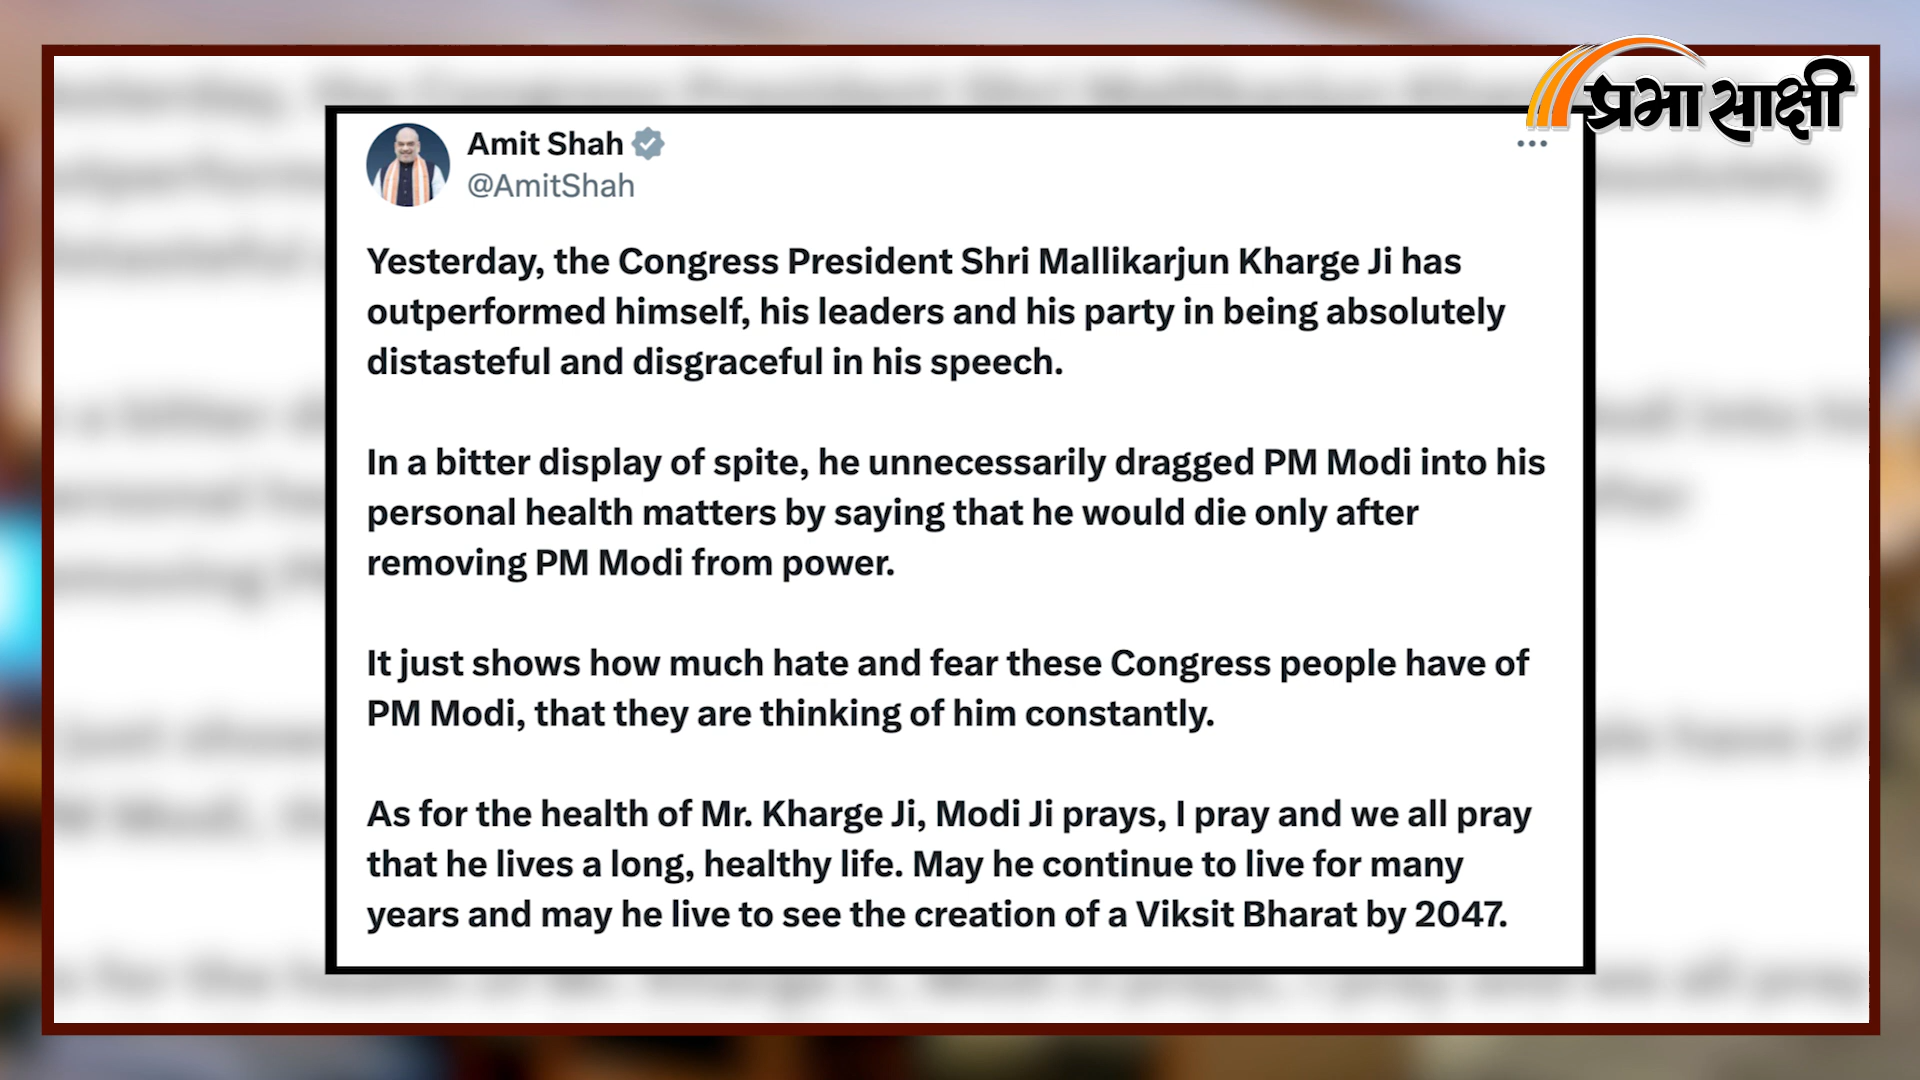 प्रभासाक्षी
Amit Shah
@AmitShah
Yesterday, the Congress President Shri Mallikarjun Kharge Ji has
outperformed himself, his leaders and his party in being absolutely
distasteful and disgraceful in his speech.
In a bitter display of spite, he unnecessarily dragged PM Modi into his
personal health matters by saying that he would die only after
removing PM Modi from power.
It just shows how much hate and fear these Congress people have of
PM Modi, that they are thinking of him constantly.
As for the health of Mr. Kharge Ji, Modi Ji prays, I pray and we all pray
that he lives a long, healthy life. May he continue to live for many
years and may he live to see the creation of a Viksit Bharat by 2047.